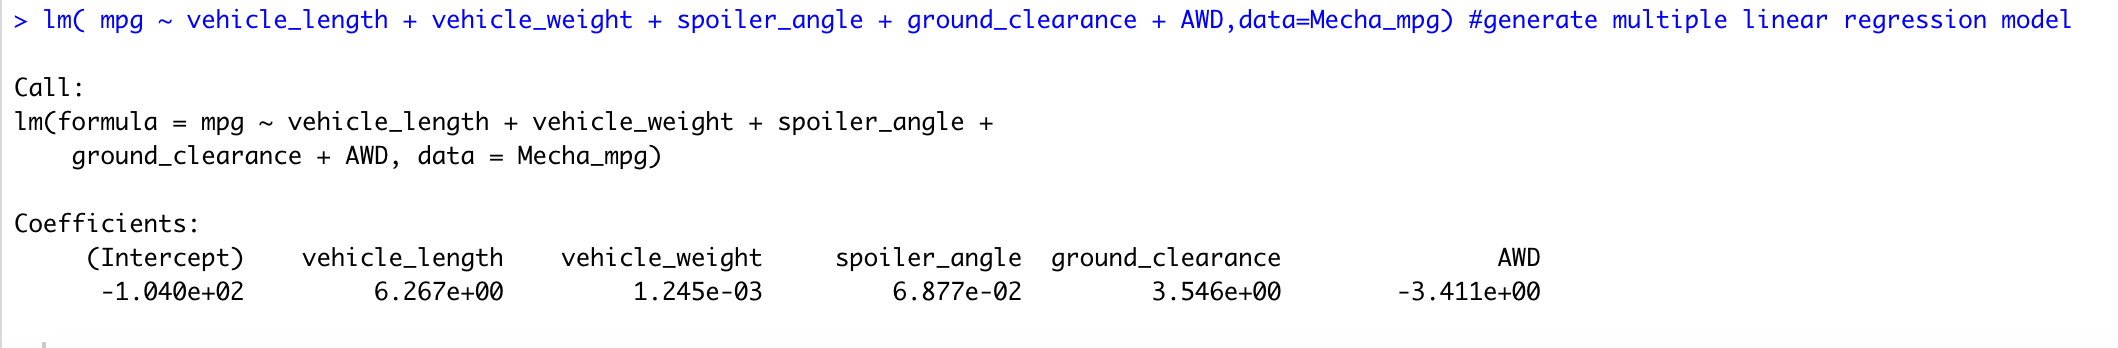 > lm( mpg ~ vehicle_length + vehicle_weight + spoiler_angle + ground_clearance + AWD,data=Mecha_mpg) #generate multiple linear regression model
Call:
lm(formula = mpg ~ vehicle_length + vehicle_weight + spoiler_angle +
    ground_clearance + AWD, data = Mecha_mpg)
Coefficients:
     (Intercept)    vehicle_length    vehicle_weight     spoiler_angle  ground_clearance               AWD
      -1.040e+02         6.267e+00         1.245e-03         6.877e-02         3.546e+00        -3.411e+00